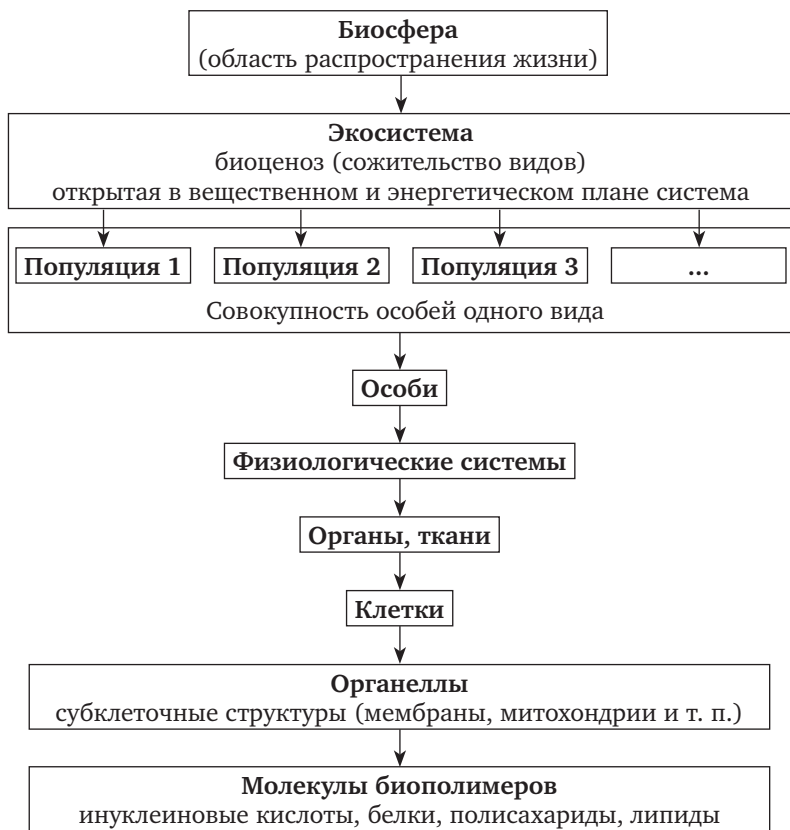 Биосфера
(область распространения жизни)
Экосистема
биоценоз (сожительство видов)
открытая в вещественном и энергетическом плане система
Популяция 1 Популяция 2 Популяция 3 ...
Совокупность особей одного вида
Особи
Физиологические системы
Органы, ткани
Клетки
Органеллы
субклеточные структуры (мембраны, митохондрии и т. п.)
Молекулы биополимеров
инуклеиновые кислоты, белки, полисахариды, липиды